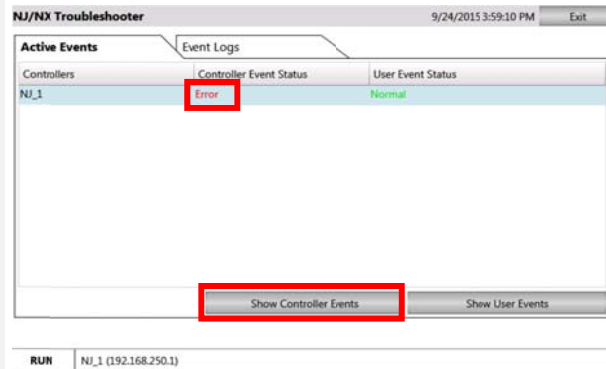 NJ/NX Troubleshooter 9/24/2015 3:59:10 PM Exit
Active Events Event Logs
Controllers Controller Event Status User Event Status
NJ_1 Error Normal
Show Controller Events Show User Events
RUN NJ_1 (192.168.250.1)